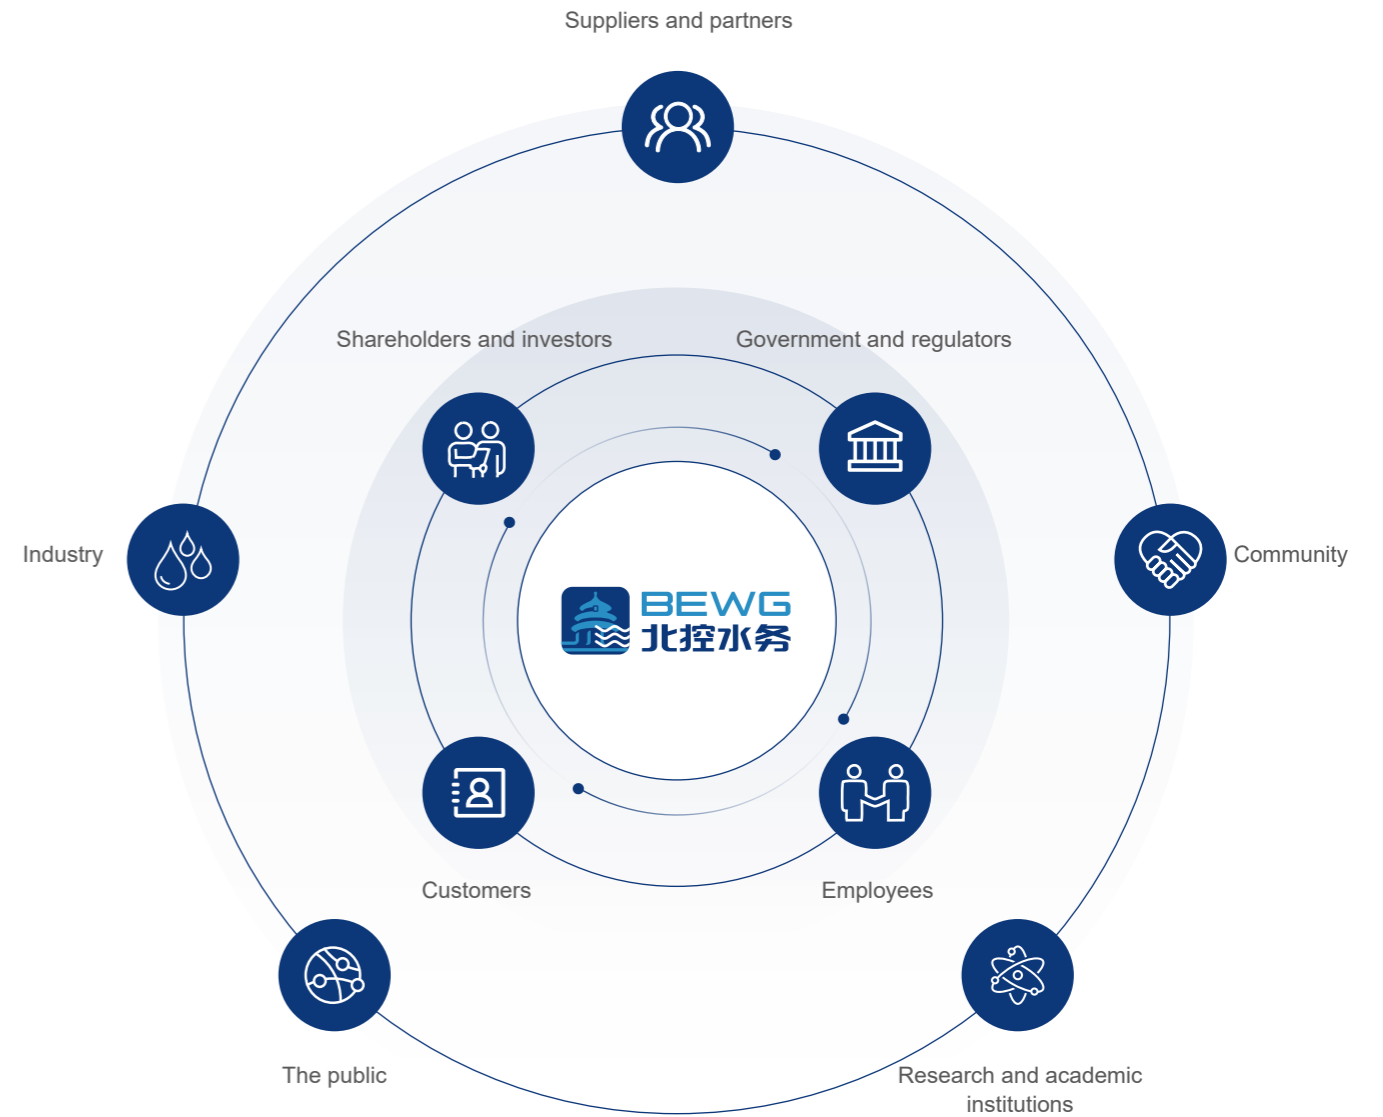 Suppliers and partners
Shareholders and investors
Government and regulators
Industry
Community
BEWG
北控水务
Customers
Employees
The public
Research and academic
institutions